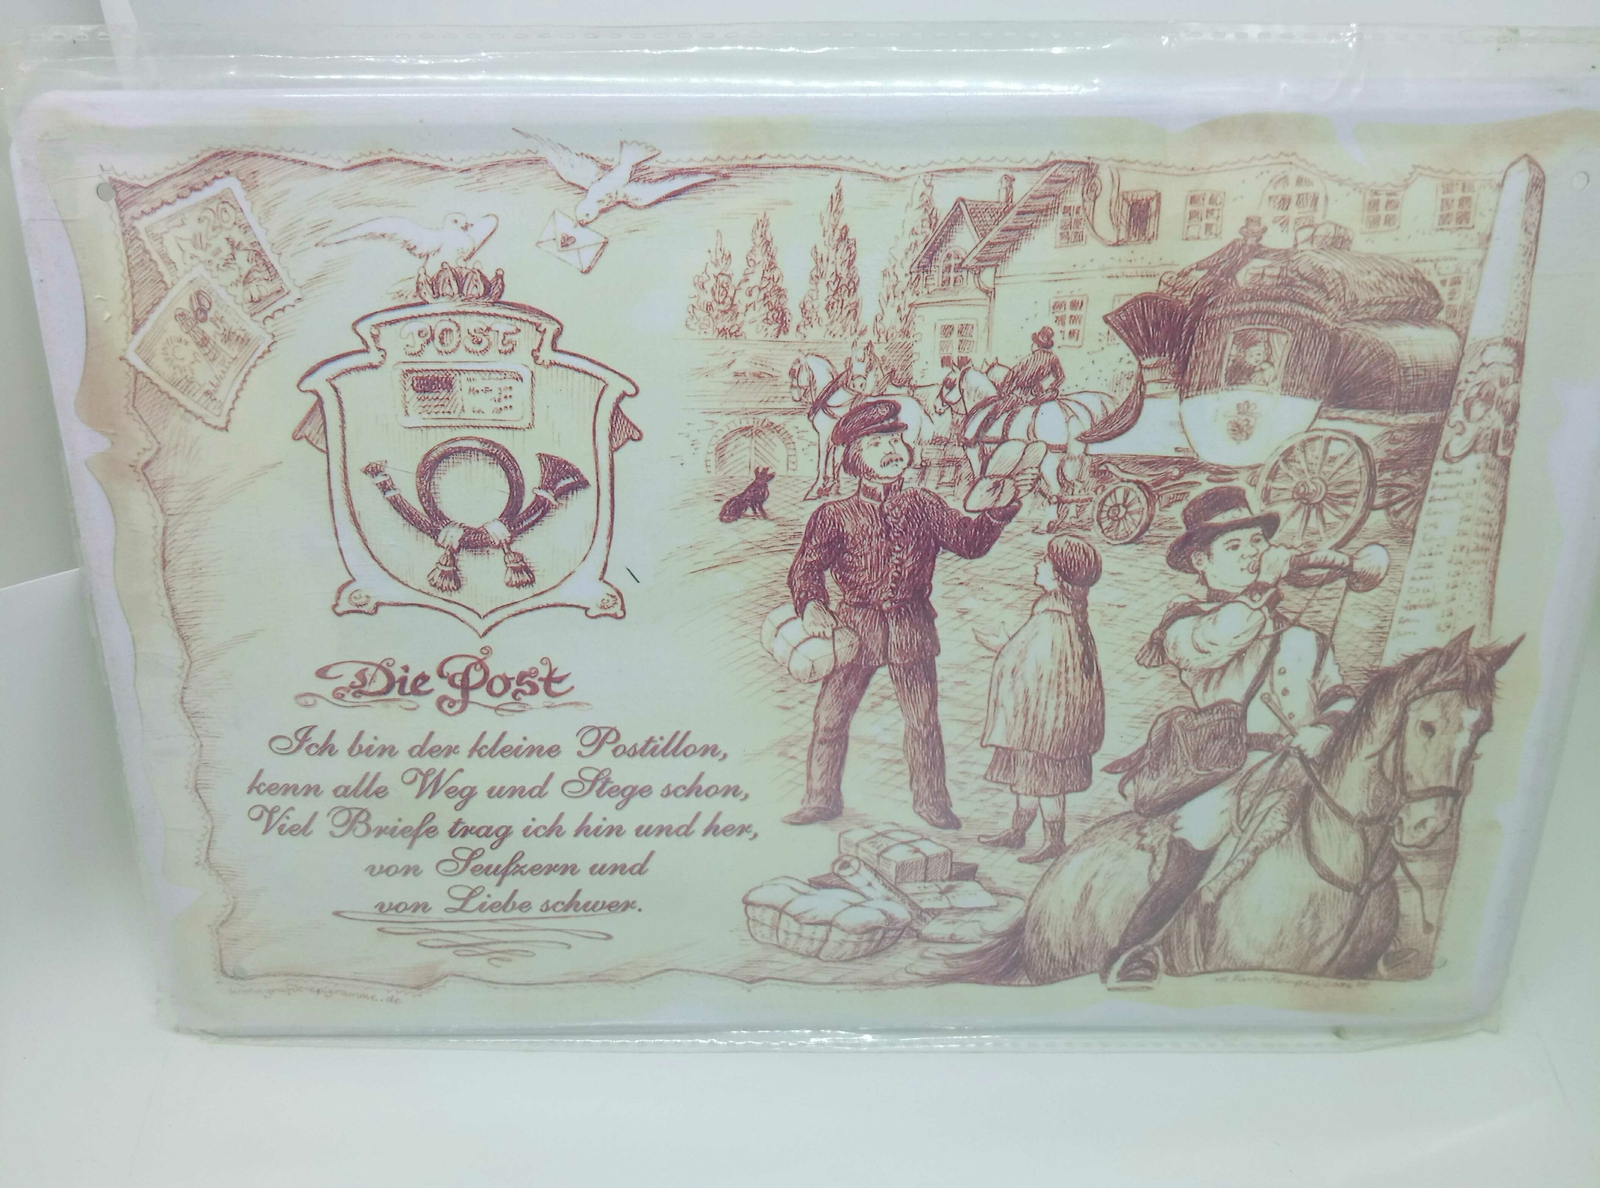 20
POST
Die Post
Ich bin der kleine Postillon,
kenn alle Weg und Stege schon,
Viel Briefe trag ich hin und her,
von Seufzern und
von Liebe schwer.